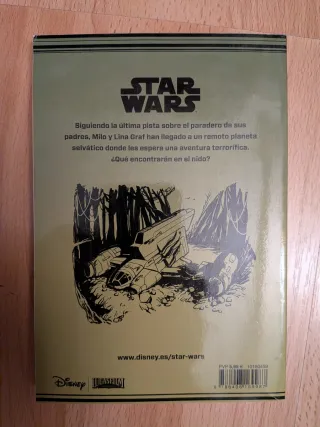 STAR
WARS
Siguiendo la última pista sobre el paradero de sus
padres, Milo y Lina Graf han llegado a un remoto planeta
selvático donde les espera una aventura terrorífica.
¿Qué encontrarán en el nido?
www.disney.es/star-wars
Disney
LUCASFILM
PVP